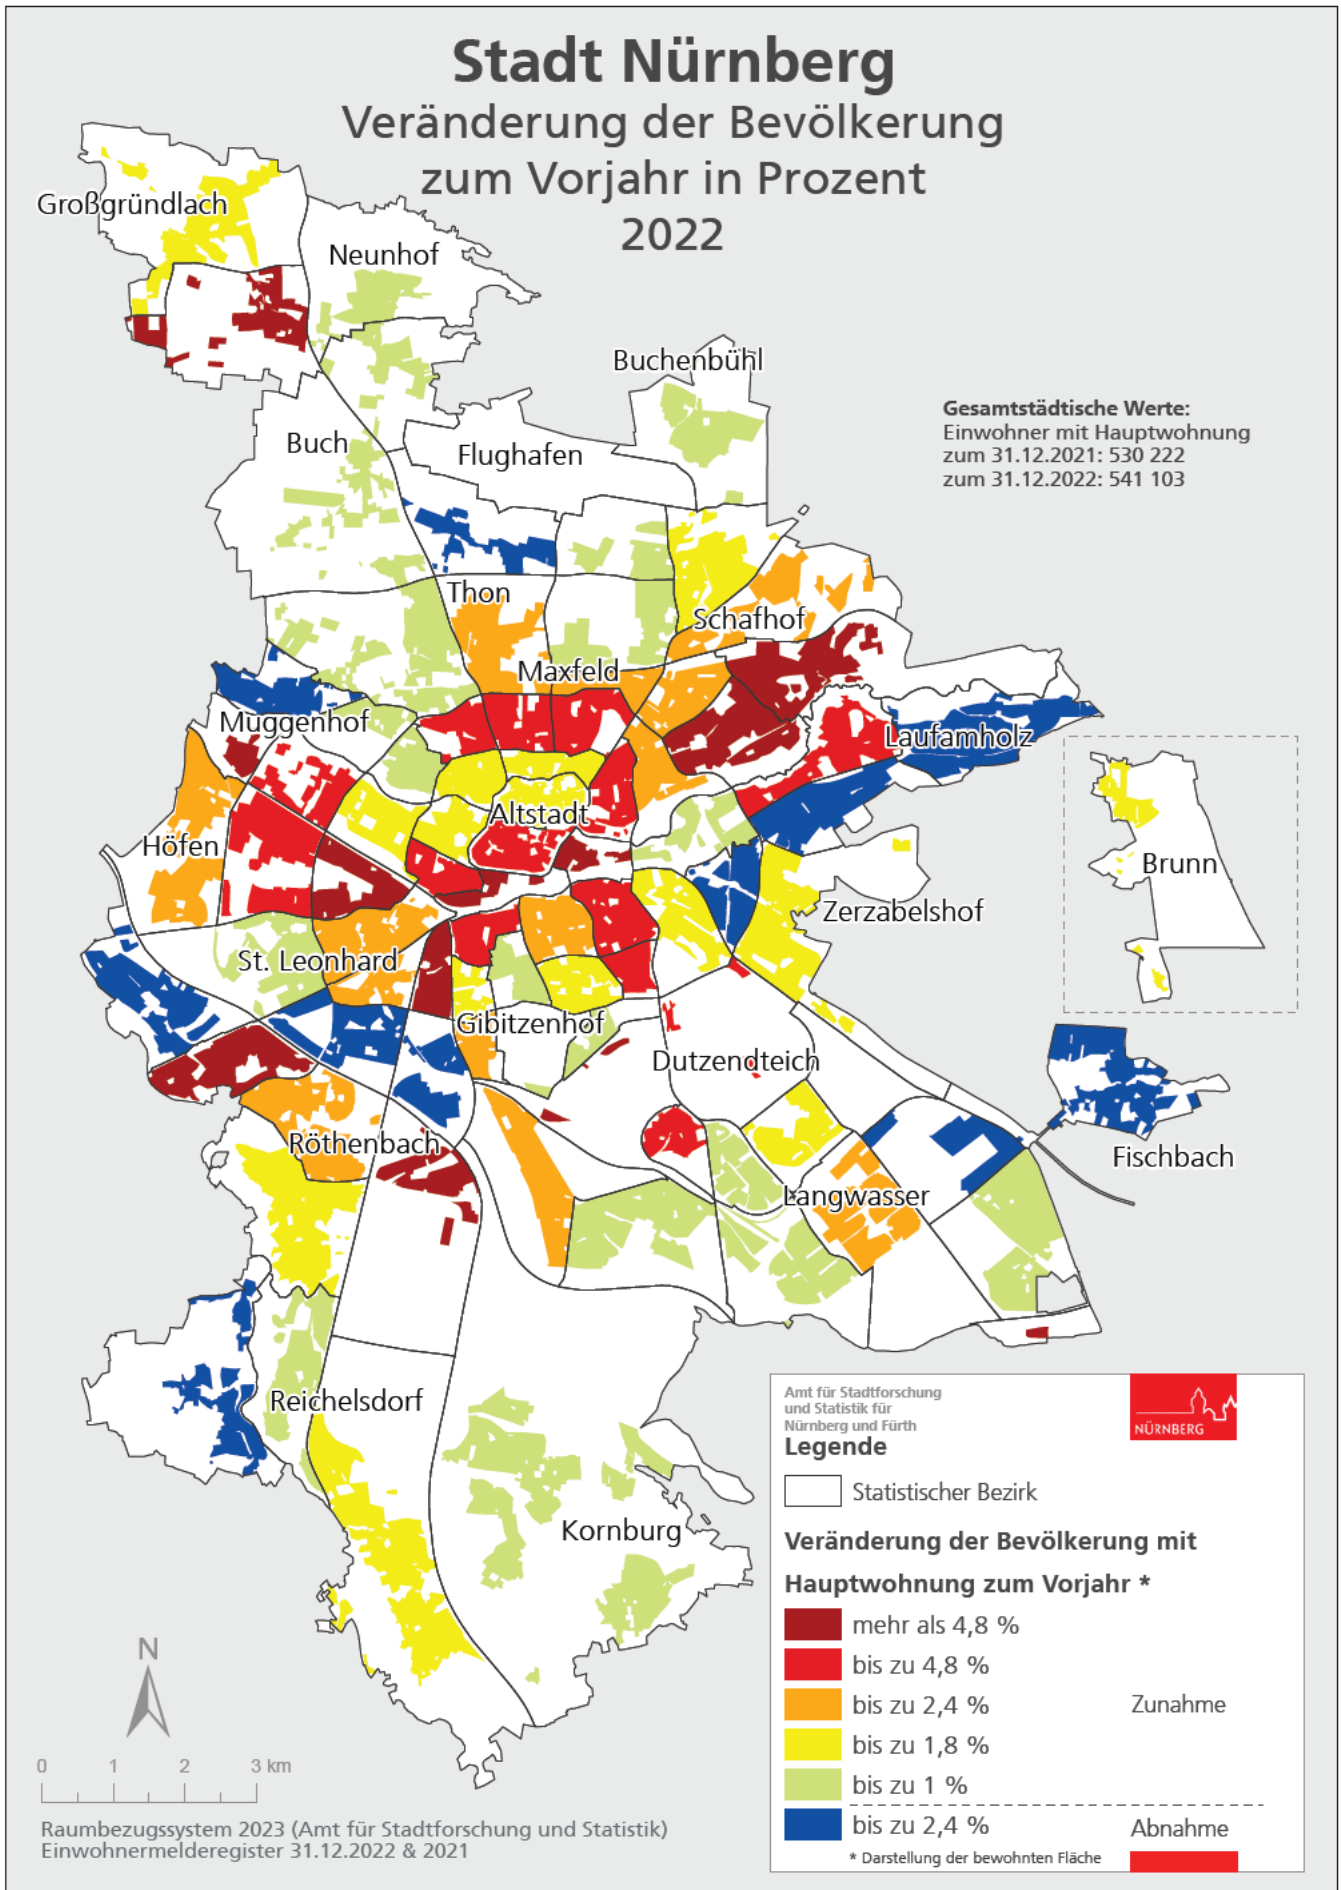 Stadt Nürnberg
Veränderung der Bevölkerung
zum Vorjahr in Prozent
2022
Großgründlach
Neunhof
Buchenbühl
Gesamtstädtische Werte:
Einwohner mit Hauptwohnung
zum 31.12.2021: 530 222
zum 31.12.2022: 541 103
Buch
Flughafen
Thon
Schafhof
Maxfeld
Muggenhof
Laufamholz
Altstadt
Höfen
Brunn
Zerzabelshof
St. Leonhard
Gibitzenhof
Dutzendteich
Röthenbach
Fischbach
Langwasser
Reichelsdorf
Kornburg
Amt für Stadtforschung
und Statistik für
Nürnberg und Fürth
NÜRNBERG
Legende
Statistischer Bezirk
Veränderung der Bevölkerung mit
Hauptwohnung zum Vorjahr *
mehr als 4,8 %
bis zu 4,8 %
bis zu 2,4 %
Zunahme
bis zu 1,8 %
bis zu 1 %
bis zu 2,4 %
Abnahme
* Darstellung der bewohnten Fläche
N
0 1 2 3 km
Raumbezugssystem 2023 (Amt für Stadtforschung und Statistik)
Einwohnermelderegister 31.12.2022 & 2021